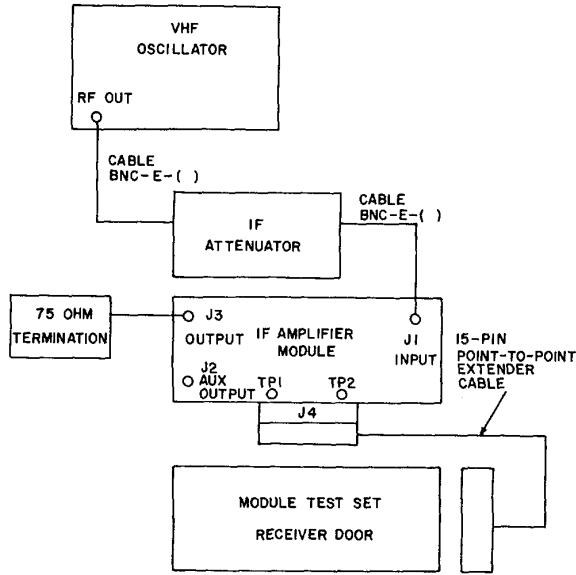 VHF
OSCILLATOR
RF OUT
CABLE
BNC-E-( )
CABLE
BNC-E-( )
IF
ATTENUATOR
75 OHM
TERMINATION
J3
OUTPUT
IF AMPLIFIER
MODULE
J1
INPUT
J2
AUX
OUTPUT
TP1
TP2
J4
15-PIN
POINT-TO-POINT
EXTENDER
CABLE
MODULE TEST SET
RECEIVER DOOR